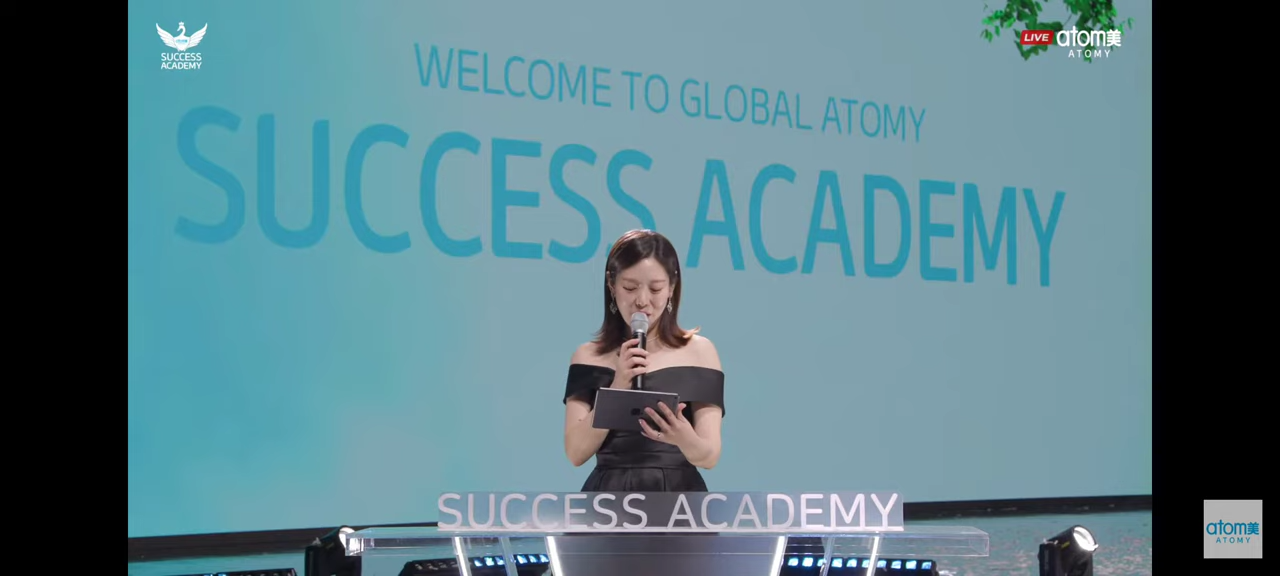 SUCCESS
ACADEMY
LIVE atom美
ATOMY
WELCOME TO GLOBAL ATOMY
SUCCESS ACADEMY
SUCCESS ACADEMY
atom美
ATOMY